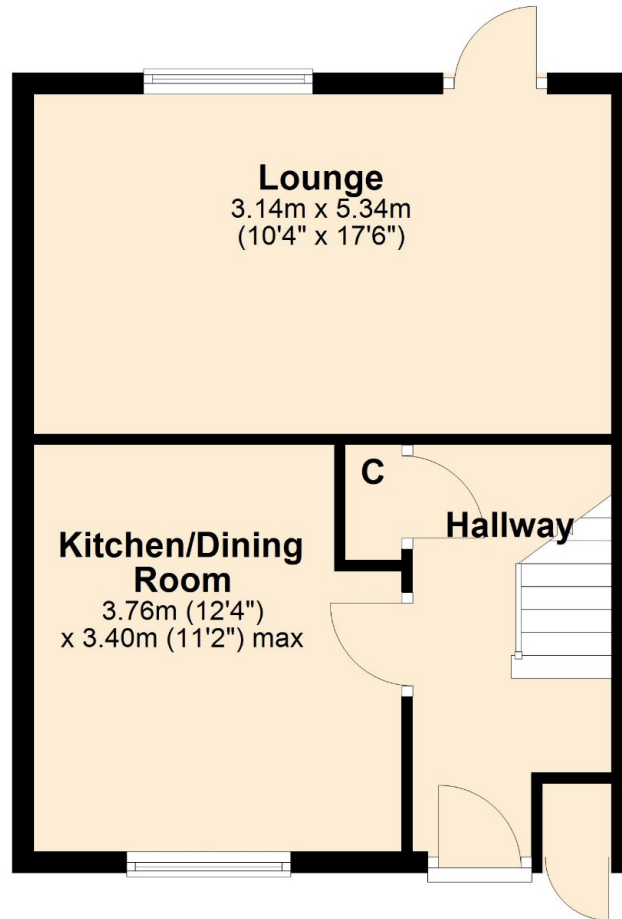 Lounge
3.14m x 5.34m
(10'4" x 17'6")
C
Hallway
Kitchen/Dining
Room
3.76m (12'4")
x 3.40m (11'2") max